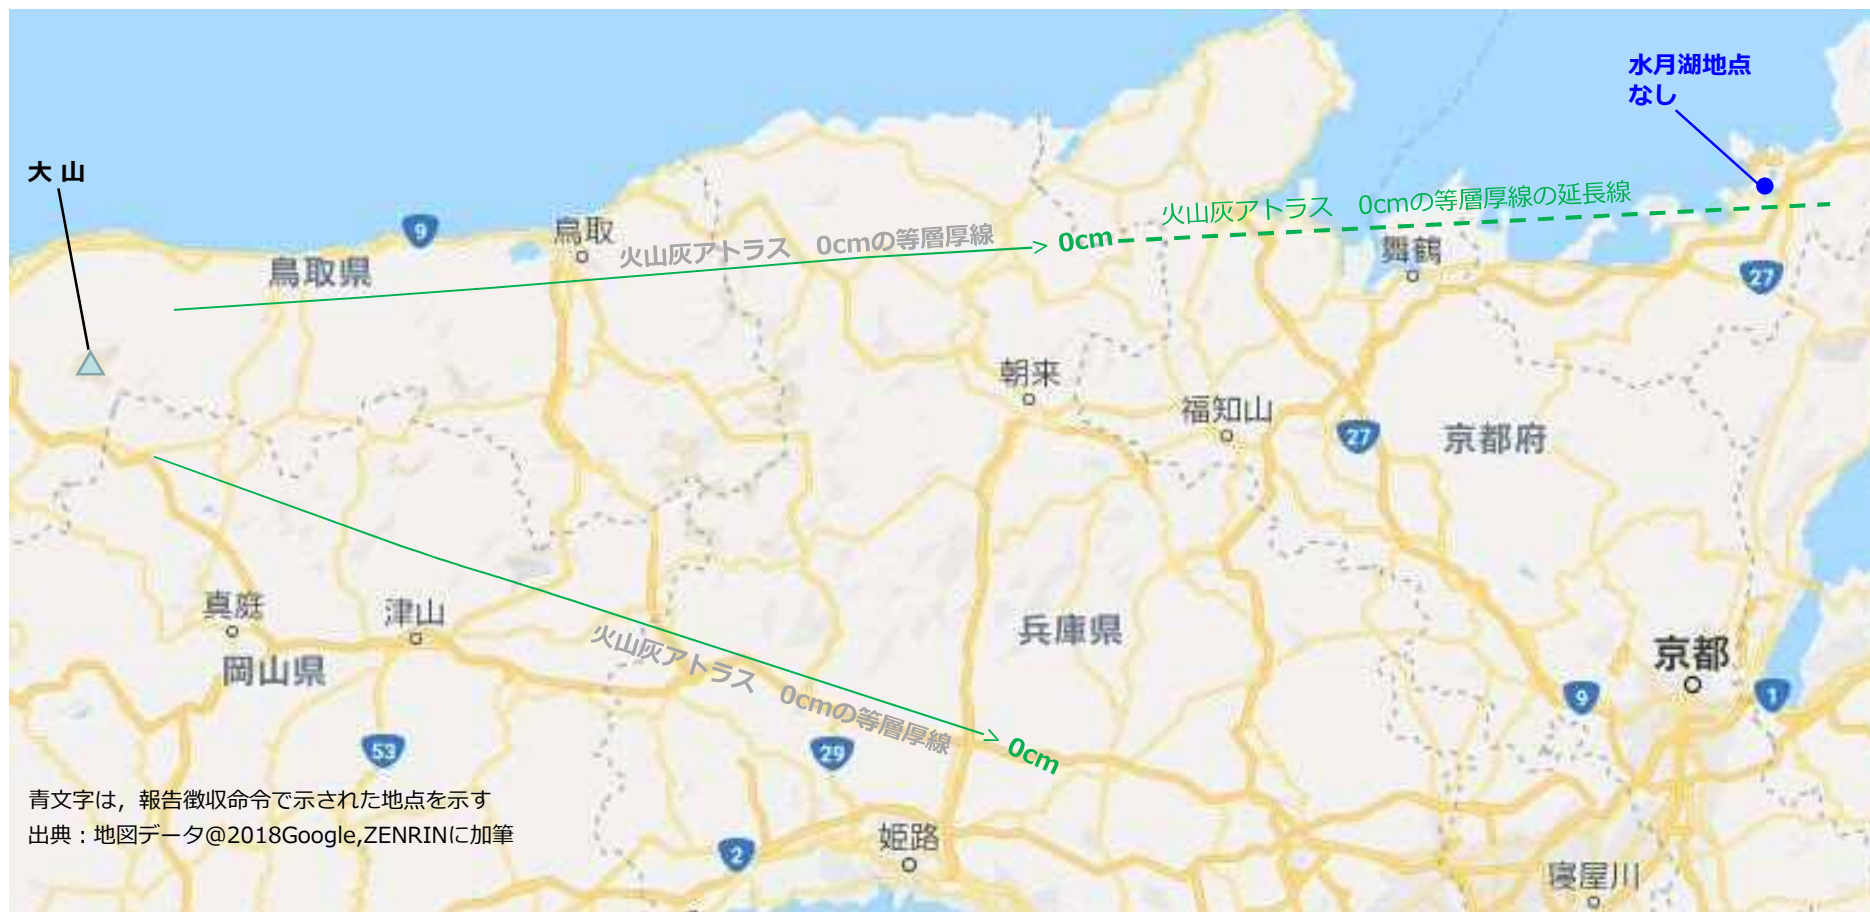 水月湖地点
なし
大 山
火山灰アトラス　0cmの等層厚線の延長線
9
鳥取
火山灰アトラス　0cmの等層厚線
0cm
舞鶴
鳥取県
27
朝来
福知山
27
京都府
真庭
津山
兵庫県
火山灰アトラス　0cmの等層厚線
京都
岡山県
9
1
0cm
53
29
青文字は，報告徴収命令で示された地点を示す
出典：地図データ@2018Google,ZENRINに加筆
姫路
2
寝屋川